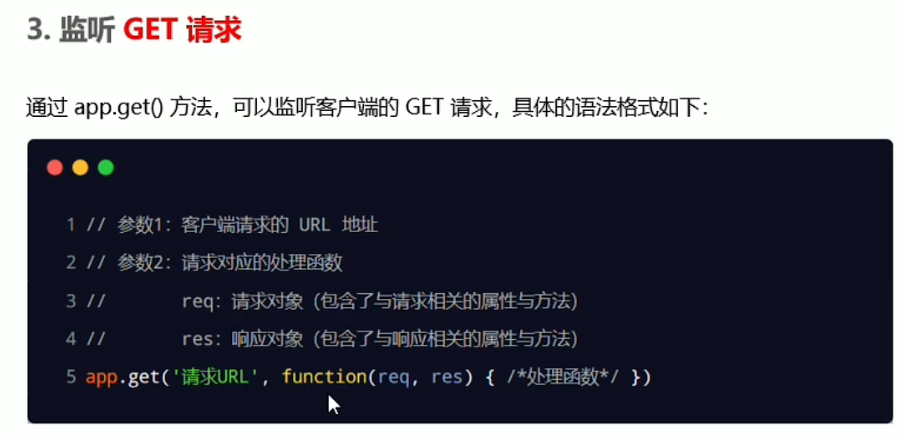 3. 监听 GET 请求
通过 app.get() 方法，可以监听客户端的 GET 请求，具体的语法格式如下：
1 // 参数1：客户端请求的 URL 地址
2 // 参数2：请求对应的处理函数
3 //       req：请求对象（包含了与请求相关的属性与方法）
4 //       res：响应对象（包含了与响应相关的属性与方法）
5 app.get('请求URL', function(req, res) { /*处理函数*/ })